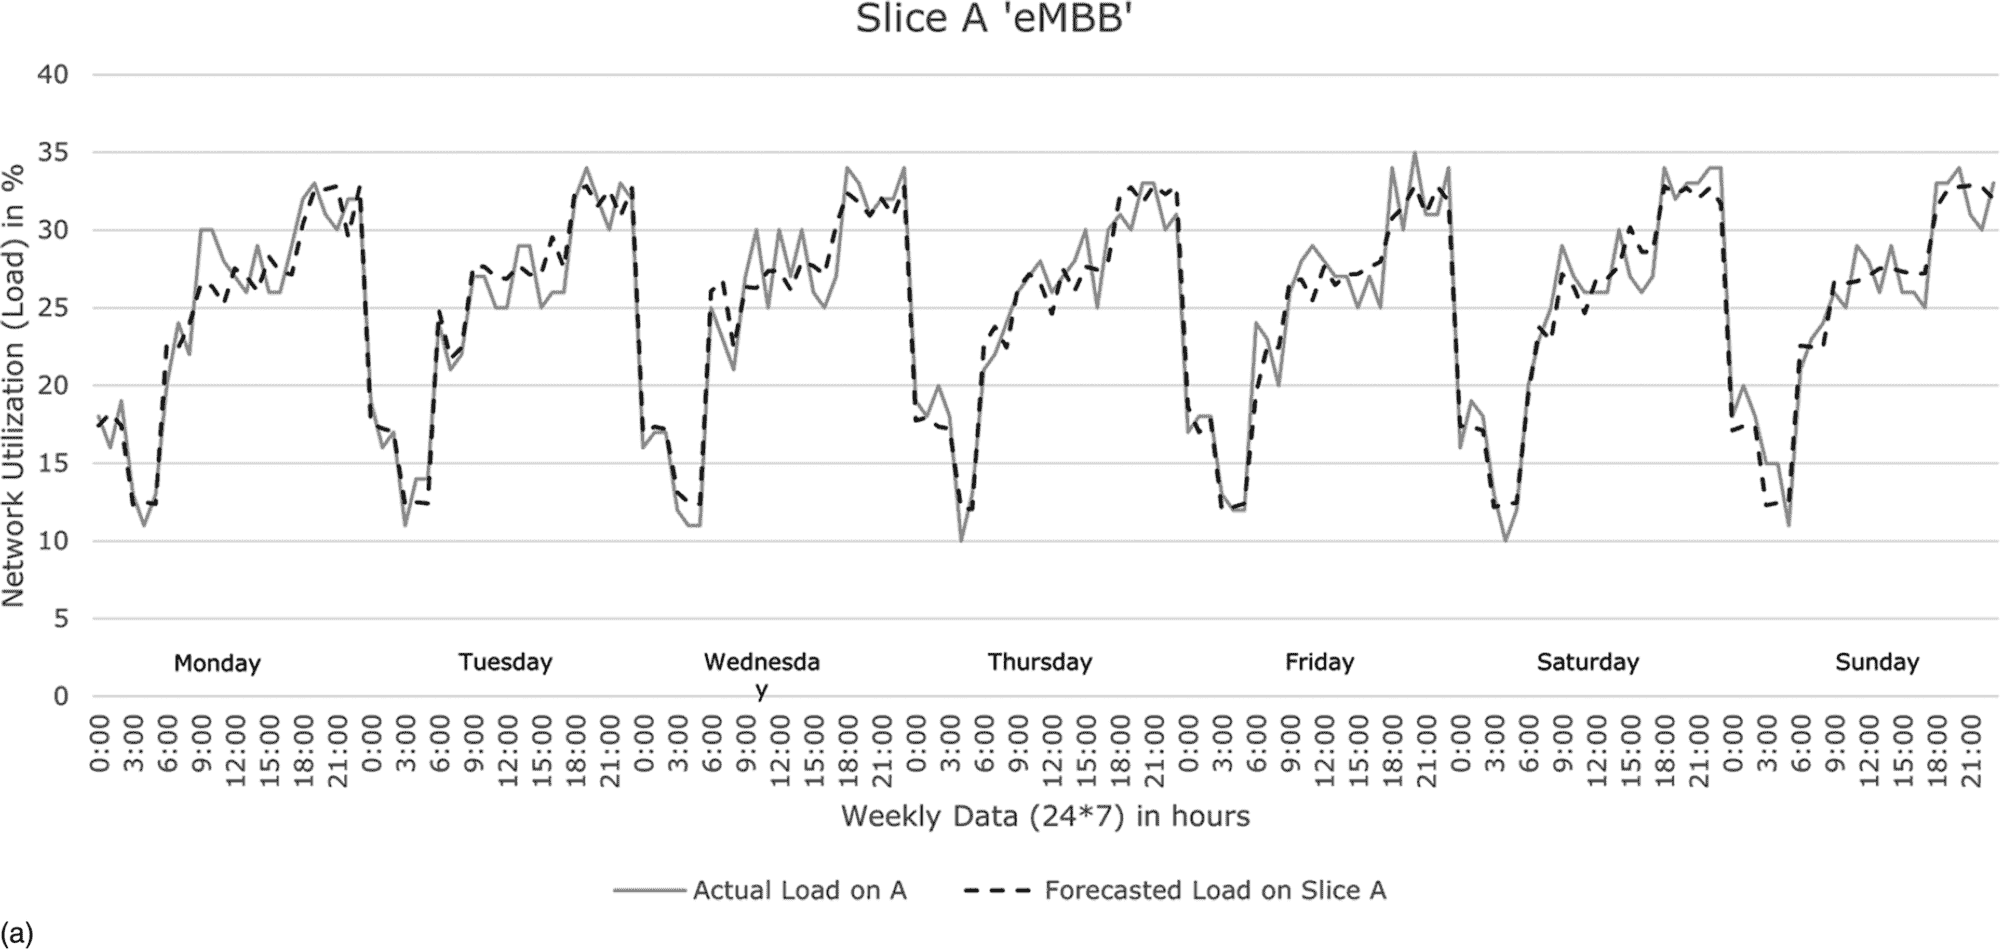 Slice A 'eMBB'
Network Utilization (Load) in %
40
35
30
25
20
15
10
5
0
Monday Tuesday Wednesda Thursday Friday Saturday Sunday
y
0:00 3:00 6:00 9:00 12:00 15:00 18:00 21:00 0:00 3:00 6:00 9:00 12:00 15:00 18:00 21:00 0:00 3:00 6:00 9:00 12:00 15:00 18:00 21:00 0:00 3:00 6:00 9:00 12:00 15:00 18:00 21:00 0:00 3:00 6:00 9:00 12:00 15:00 18:00 21:00 0:00 3:00 6:00 9:00 12:00 15:00 18:00 21:00 0:00 3:00 6:00 9:00 12:00 15:00 18:00 21:00
Weekly Data (24*7) in hours
Actual Load on A Forecasted Load on Slice A
(a)